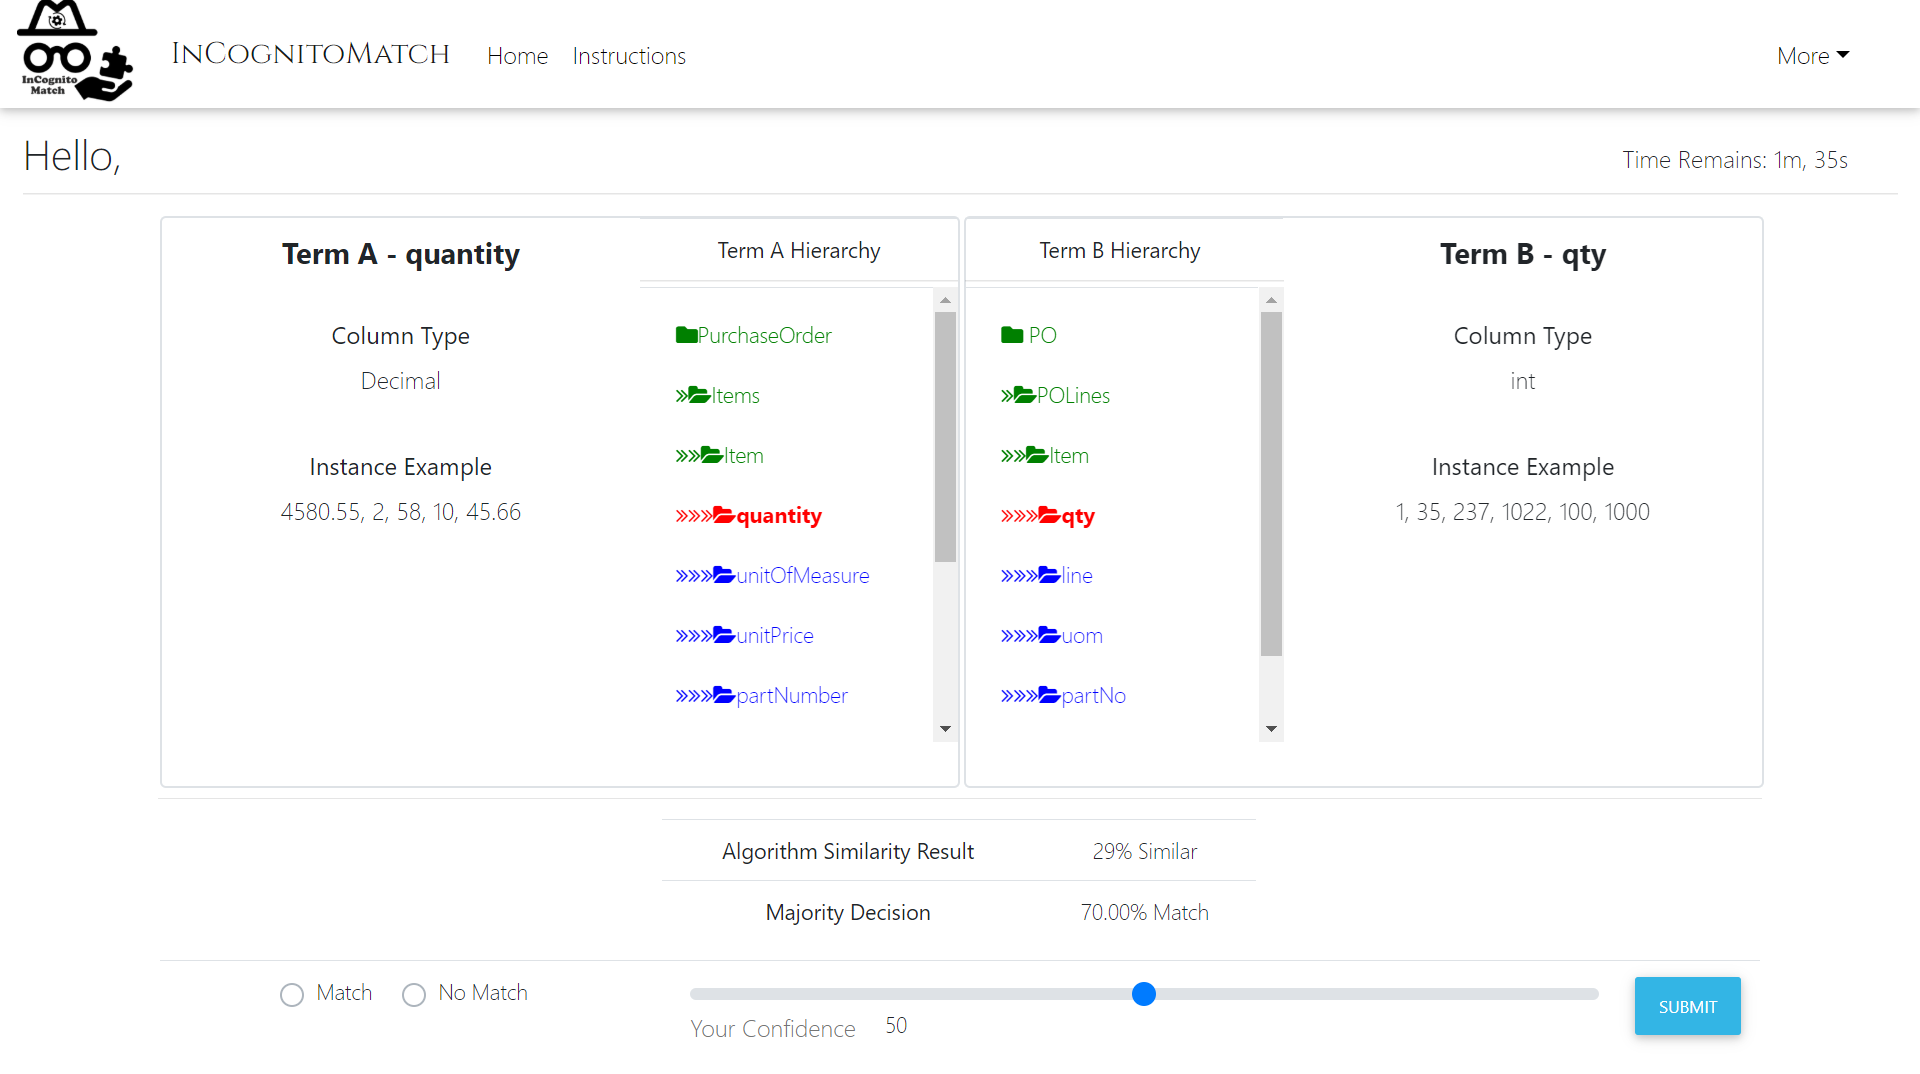 InCognito
Match
InCognitoMatch
Home
Instructions
More
Hello,
Time Remains: 1m, 35s
Term A - quantity
Column Type
Decimal
Instance Example
4580.55, 2, 58, 10, 45.66
Term A Hierarchy
PurchaseOrder
»Items
»»Item
»»»quantity
»»»unitOfMeasure
»»»unitPrice
»»»partNumber
Term B Hierarchy
PO
»POLines
»»Item
»»»qty
»»»line
»»»uom
»»»partNo
Term B - qty
Column Type
int
Instance Example
1, 35, 237, 1022, 100, 1000
Algorithm Similarity Result 29% Similar
Majority Decision 70.00% Match
Match No Match
Your Confidence 50
SUBMIT